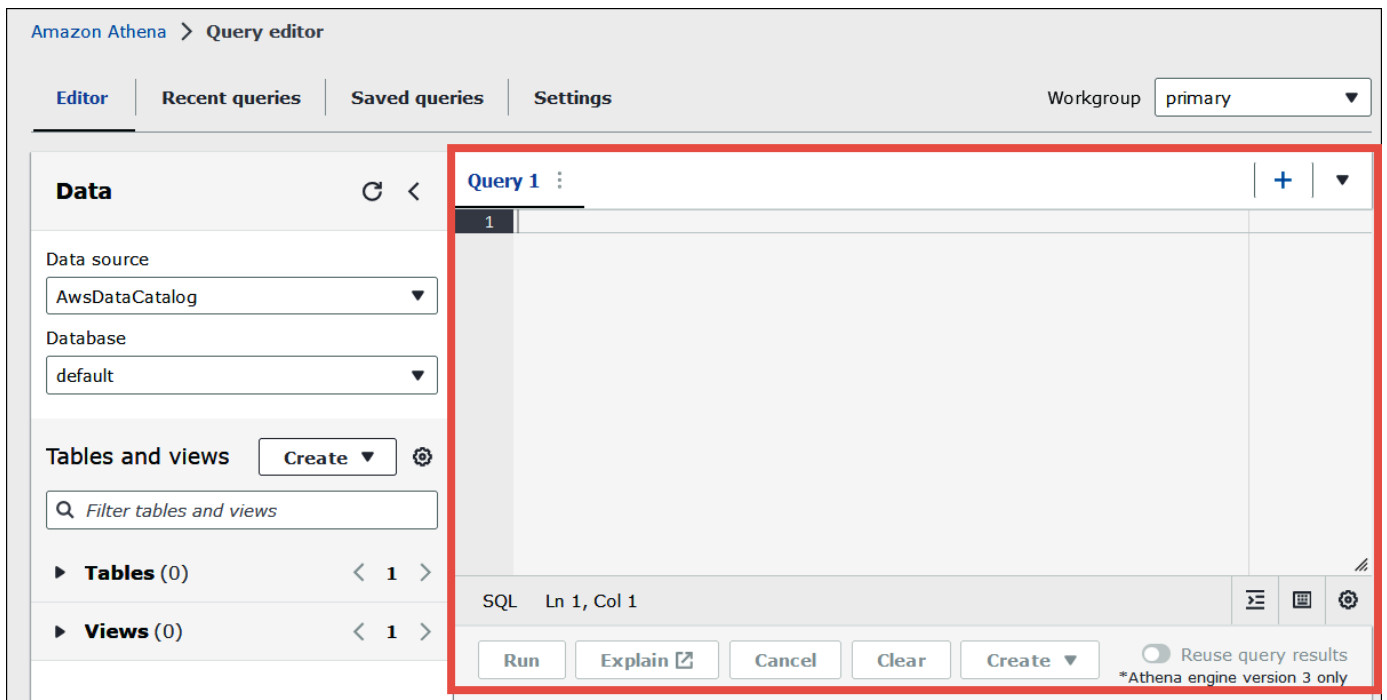 Amazon Athena > Query editor
Editor Recent queries Saved queries Settings Workgroup primary
Data
Data source
AwsDataCatalog
Database
default
Tables and views Create
Filter tables and views
Tables (0) < 1 >
Views (0) < 1 >
Query 1 +
1
SQL Ln 1, Col 1
Run Explain Cancel Clear Create Reuse query results
*Athena engine version 3 only